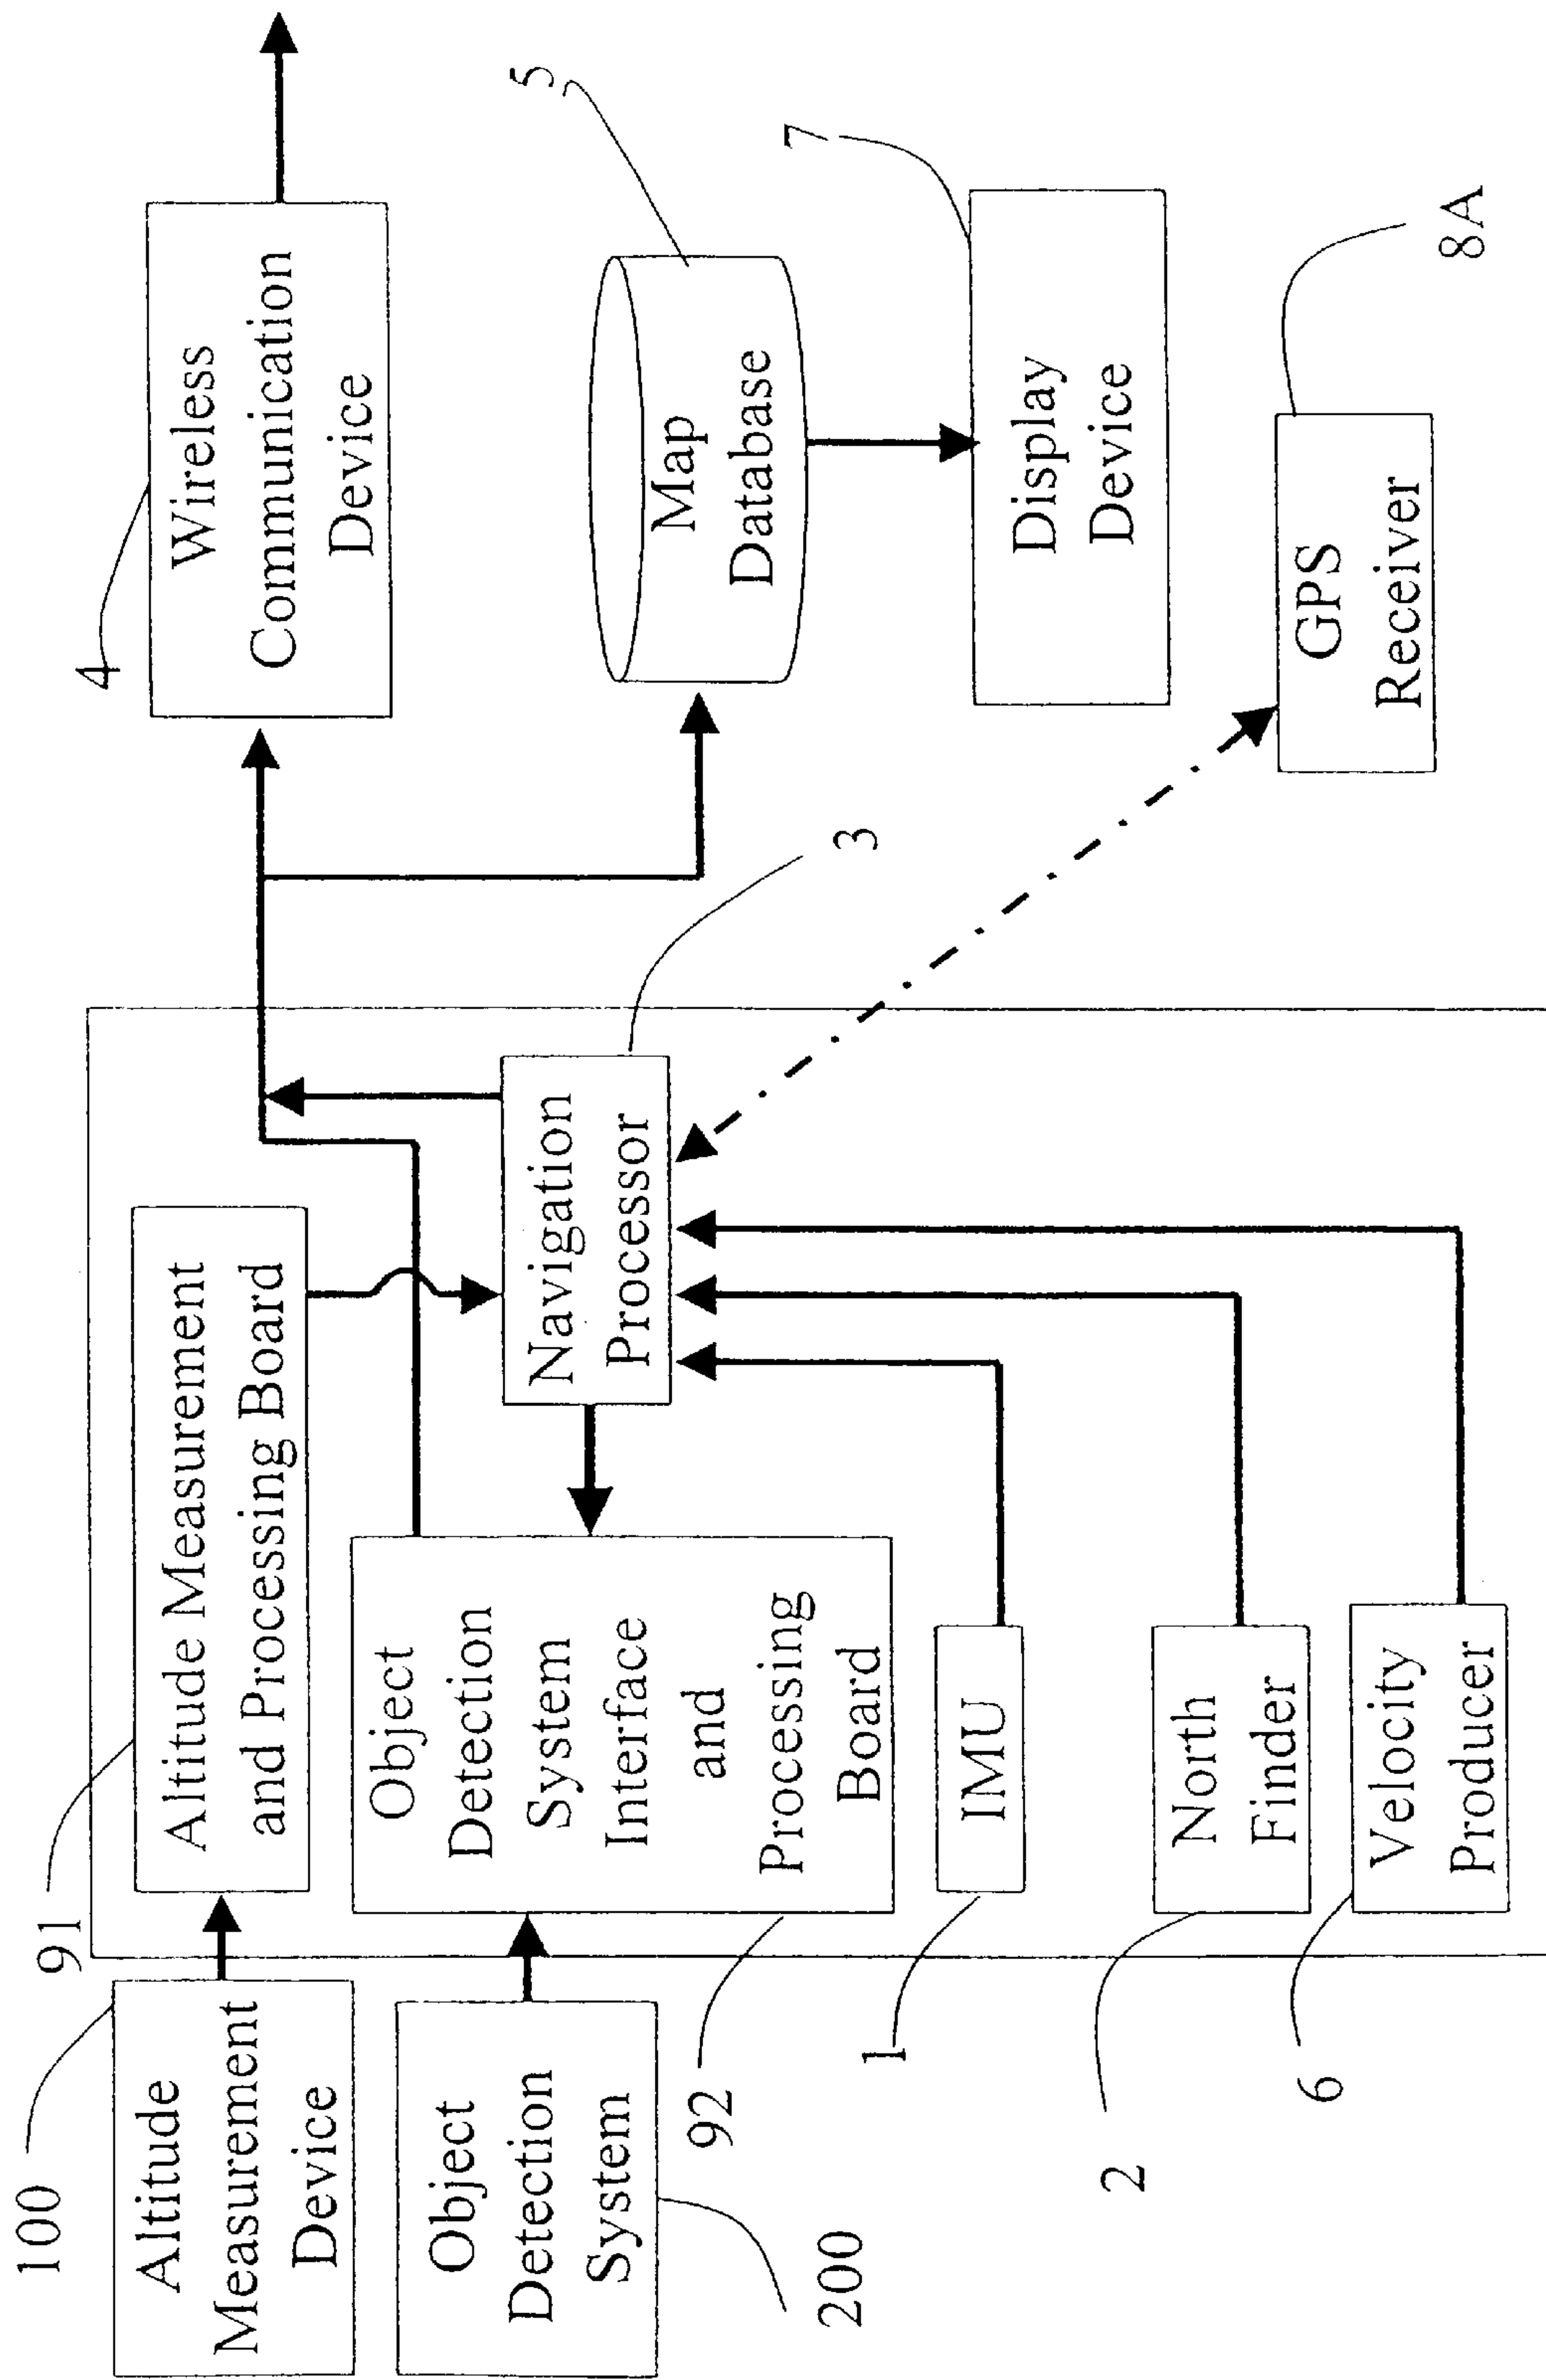 100
Altitude
Measurement
Device
91
Altitude Measurement
and Processing Board
4
Wireless
Communication
Device
Object
Detection
System
200
Object
Detection
System
Interface
and
Processing
Board
92
Navigation
Processor
3
Map
Database
5
IMU
1
Display
Device
7
North
Finder
2
Velocity
Producer
6
GPS
Receiver
8A